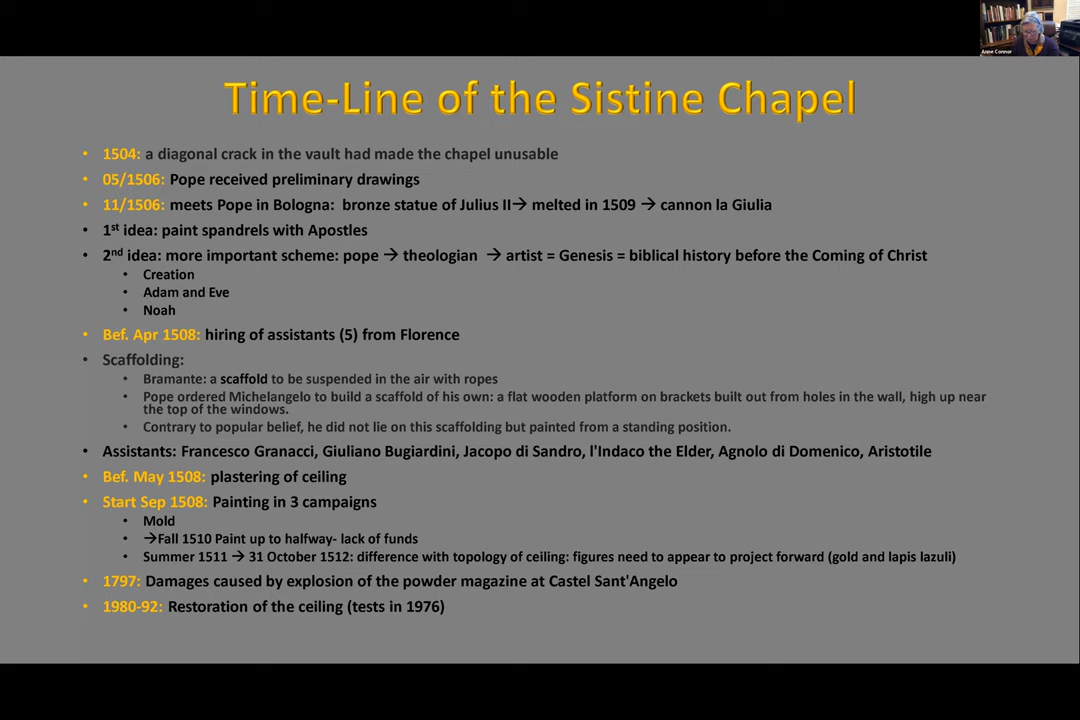 Anne Connor
Time-Line of the Sistine Chapel
• 1504: a diagonal crack in the vault had made the chapel unusable
• 05/1506: Pope received preliminary drawings
• 11/1506: meets Pope in Bologna: bronze statue of Julius II→ melted in 1509 → cannon la Giulia
• 1st idea: paint spandrels with Apostles
• 2nd idea: more important scheme: pope → theologian → artist = Genesis = biblical history before the Coming of Christ
• Creation
• Adam and Eve
• Noah
• Bef. Apr 1508: hiring of assistants (5) from Florence
• Scaffolding:
• Bramante: a scaffold to be suspended in the air with ropes
• Pope ordered Michelangelo to build a scaffold of his own: a flat wooden platform on brackets built out from holes in the wall, high up near
the top of the windows.
• Contrary to popular belief, he did not lie on this scaffolding but painted from a standing position.
• Assistants: Francesco Granacci, Giuliano Bugiardini, Jacopo di Sandro, l'Indaco the Elder, Agnolo di Domenico, Aristotile
• Bef. May 1508: plastering of ceiling
• Start Sep 1508: Painting in 3 campaigns
• Mold
• →Fall 1510 Paint up to halfway- lack of funds
• Summer 1511 → 31 October 1512: difference with topology of ceiling: figures need to appear to project forward (gold and lapis lazuli)
• 1797: Damages caused by explosion of the powder magazine at Castel Sant'Angelo
• 1980-92: Restoration of the ceiling (tests in 1976)